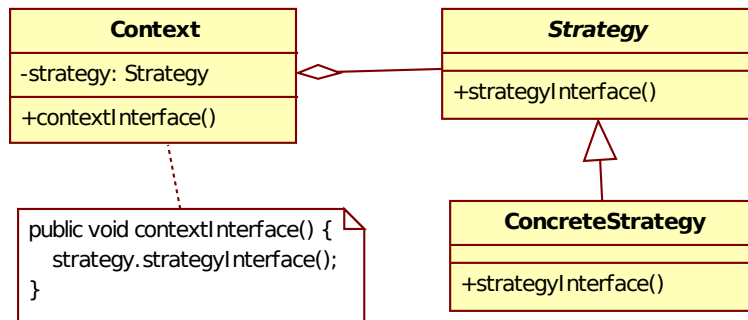 Context
-strategy: Strategy
+contextInterface()
Strategy
+strategyInterface()
ConcreteStrategy
+strategyInterface()
public void contextInterface() {
strategy.strategyInterface();
}